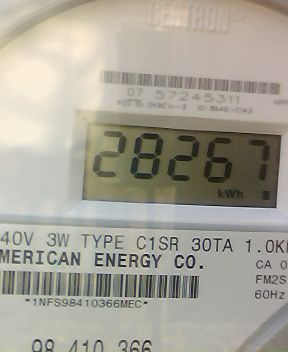 CENTRON
07 57245311
28267
kWh
40V 3W TYPE C1SR 30TA 1.0K
MERICAN ENERGY CO.
CA 0
FM2S
60Hz
*1NFS98410366MEC*
98 410 366